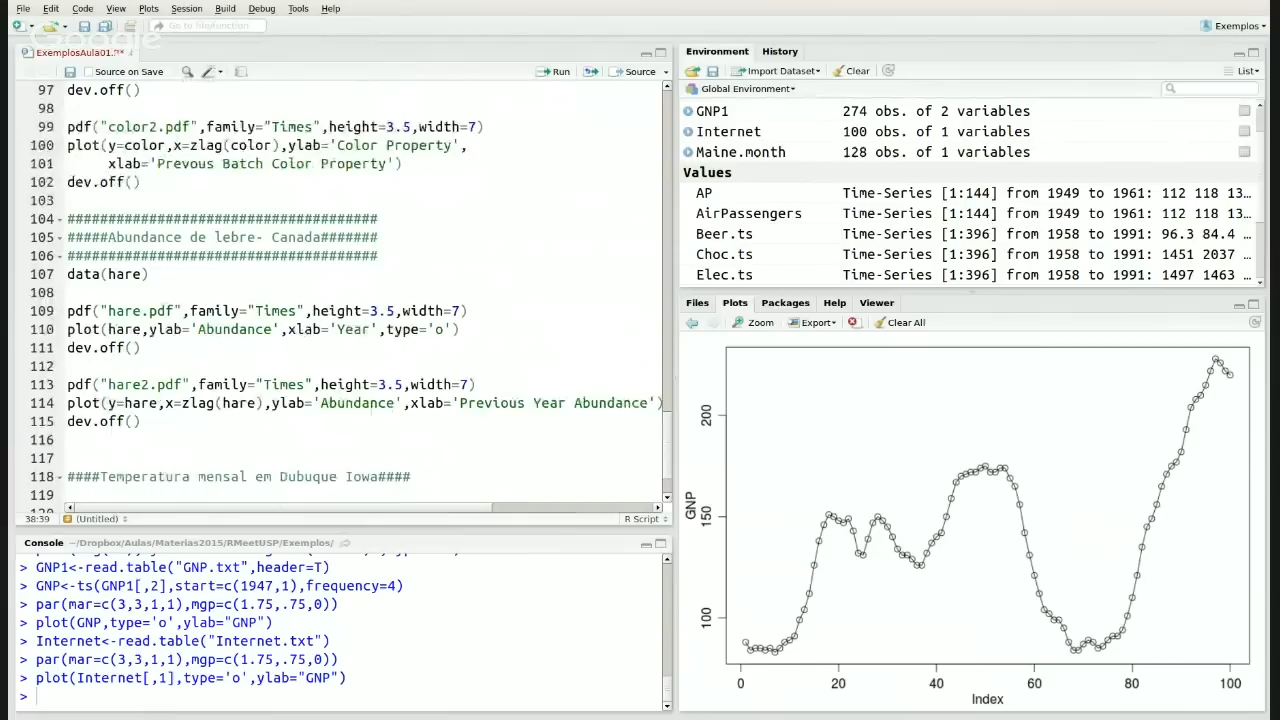 File Edit Code View Plots Session Build Debug Tools Help
Go to file/function
Exemplos
Google
ExemplosAula01.
Source on Save
Run
Source
97 dev.off()
98
99 pdf("color2.pdf",family="Times",height=3.5,width=7)
100 plot(y=color,x=zlag(color),ylab='Color Property',
101 xlab='Prevous Batch Color Property')
102 dev.off()
103
104 ######################################
105 #####Abundance de lebre- Canada#######
106 ######################################
107 data(hare)
108
109 pdf("hare.pdf",family="Times",height=3.5,width=7)
110 plot(hare,ylab='Abundance',xlab='Year',type='o')
111 dev.off()
112
113 pdf("hare2.pdf",family="Times",height=3.5,width=7)
114 plot(y=hare,x=zlag(hare),ylab='Abundance',xlab='Previous Year Abundance')
115 dev.off()
116
117
118 ####Temperatura mensal em Dubuque Iowa####
119
38:39 (Untitled) R Script
Console ~/Dropbox/Aulas/Materias2015/RMeetUSP/Exemplos/
> GNP1<-read.table("GNP.txt",header=T)
> GNP<-ts(GNP1[,2],start=c(1947,1),frequency=4)
> par(mar=c(3,3,1,1),mgp=c(1.75,.75,0))
> plot(GNP,type='o',ylab="GNP")
> Internet<-read.table("Internet.txt")
> par(mar=c(3,3,1,1),mgp=c(1.75,.75,0))
> plot(Internet[,1],type='o',ylab="GNP")
>
Environment History
Import Dataset Clear List
Global Environment
GNP1 274 obs. of 2 variables
Internet 100 obs. of 1 variables
Maine.month 128 obs. of 1 variables
Values
AP Time-Series [1:144] from 1949 to 1961: 112 118 13…
AirPassengers Time-Series [1:144] from 1949 to 1961: 112 118 13…
Beer.ts Time-Series [1:396] from 1958 to 1991: 96.3 84.4 …
Choc.ts Time-Series [1:396] from 1958 to 1991: 1451 2037 …
Elec.ts Time-Series [1:396] from 1958 to 1991: 1497 1463 …
Files Plots Packages Help Viewer
Zoom Export Clear All
GNP
200
150
100
0 20 40 60 80 100
Index